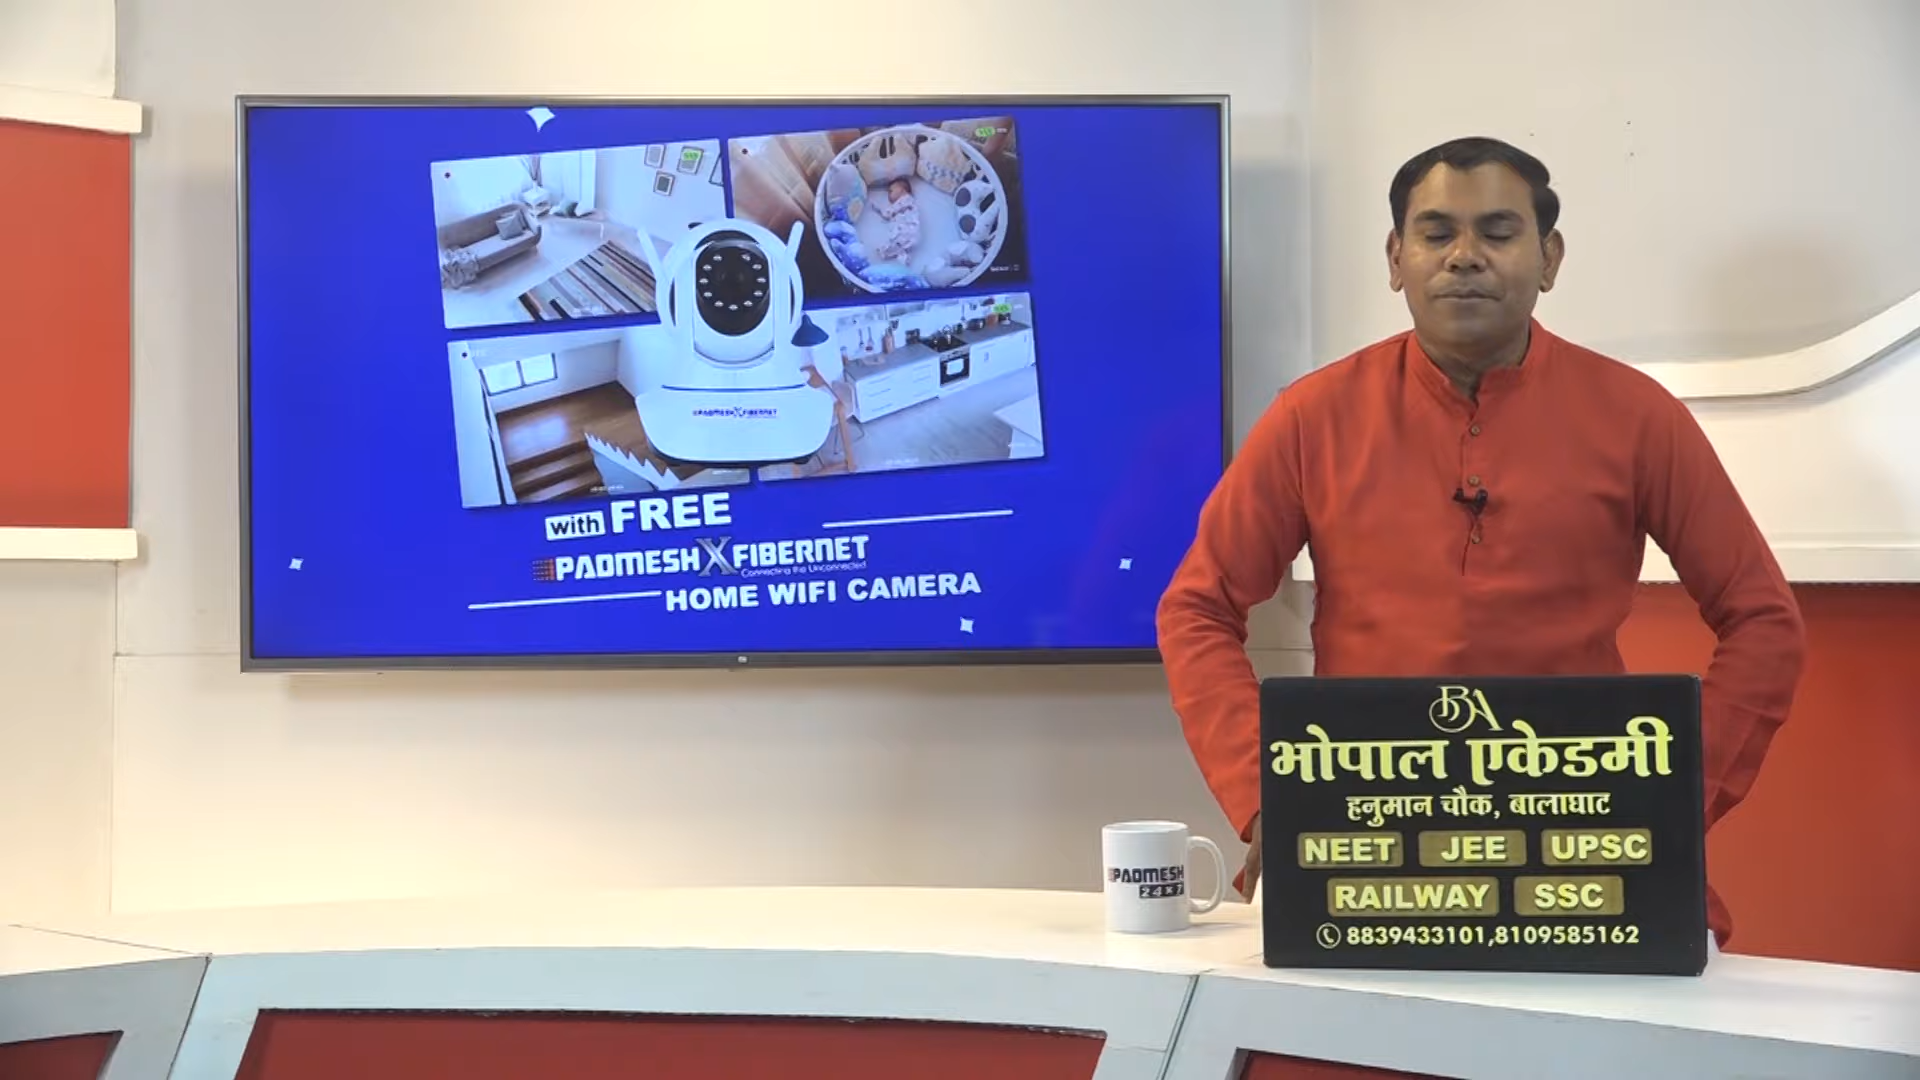 with FREE
PADMESH X FIBERNET
Connecting the Unconnected
HOME WIFI CAMERA
PADMESH X FIBERNET
PADMESH
24x7
BA
भोपाल एकेडमी
हनुमान चौक, बालाघाट
NEET JEE UPSC
RAILWAY SSC
8839433101,8109585162